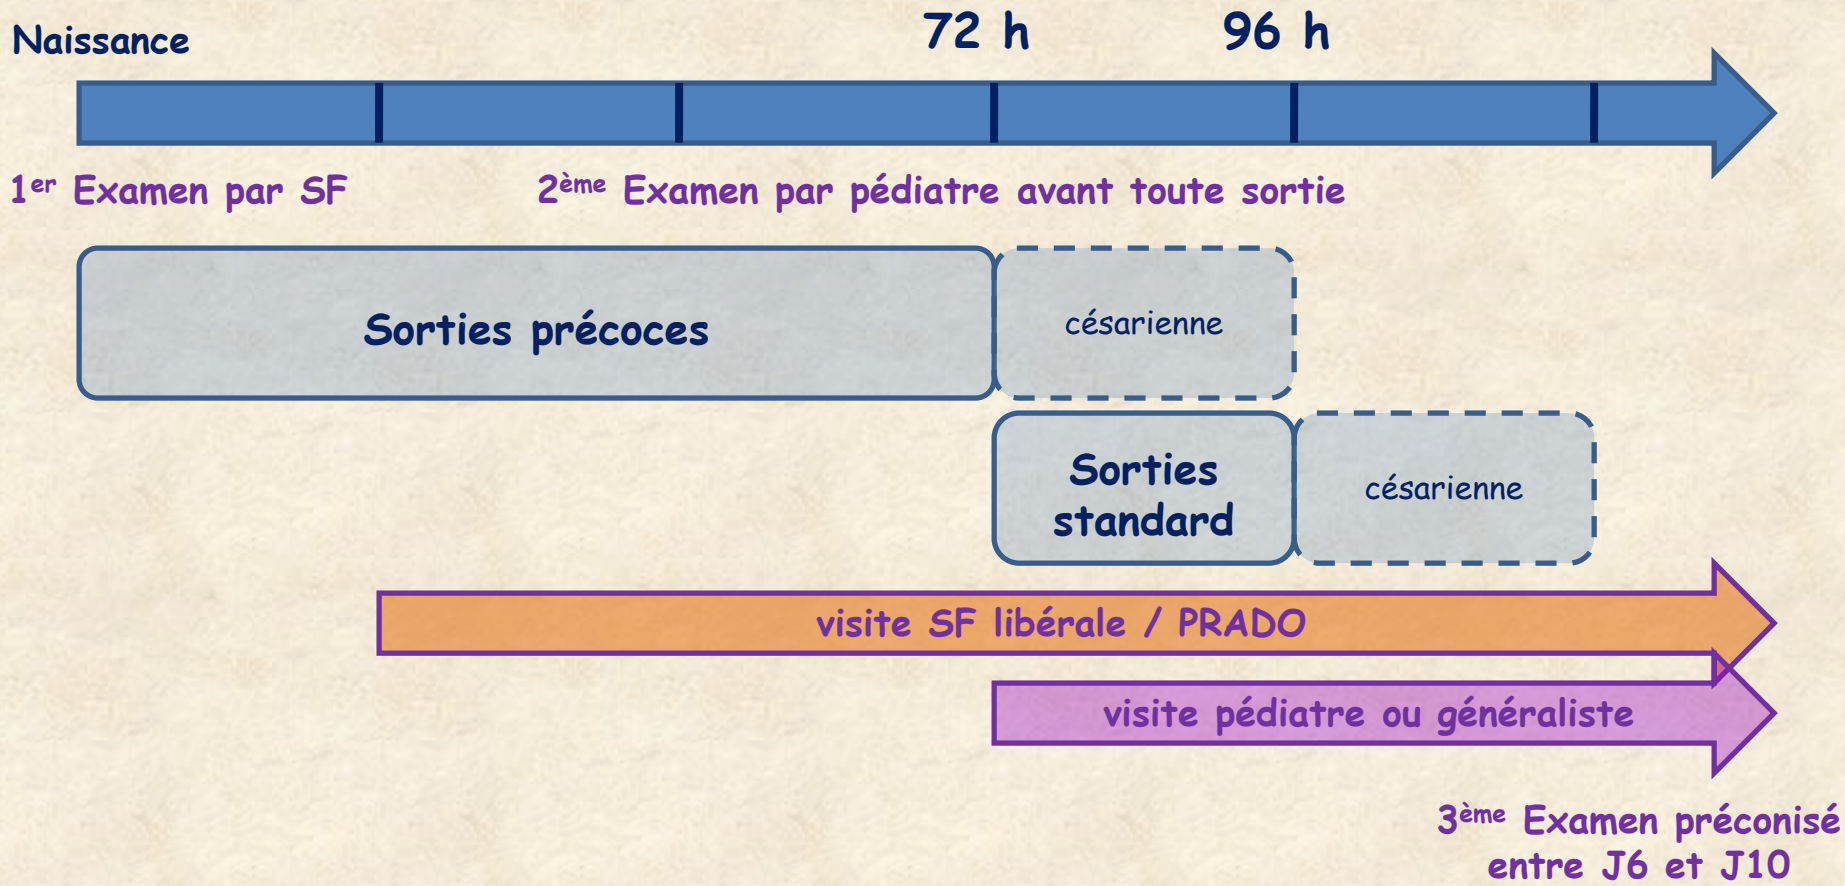 Naissance
72 h
96 h
1er Examen par SF
2ème Examen par pédiatre avant toute sortie
Sorties précoces
césarienne
Sorties
standard
césarienne
visite SF libérale / PRADO
visite pédiatre ou généraliste
3ème Examen préconisé
entre J6 et J10